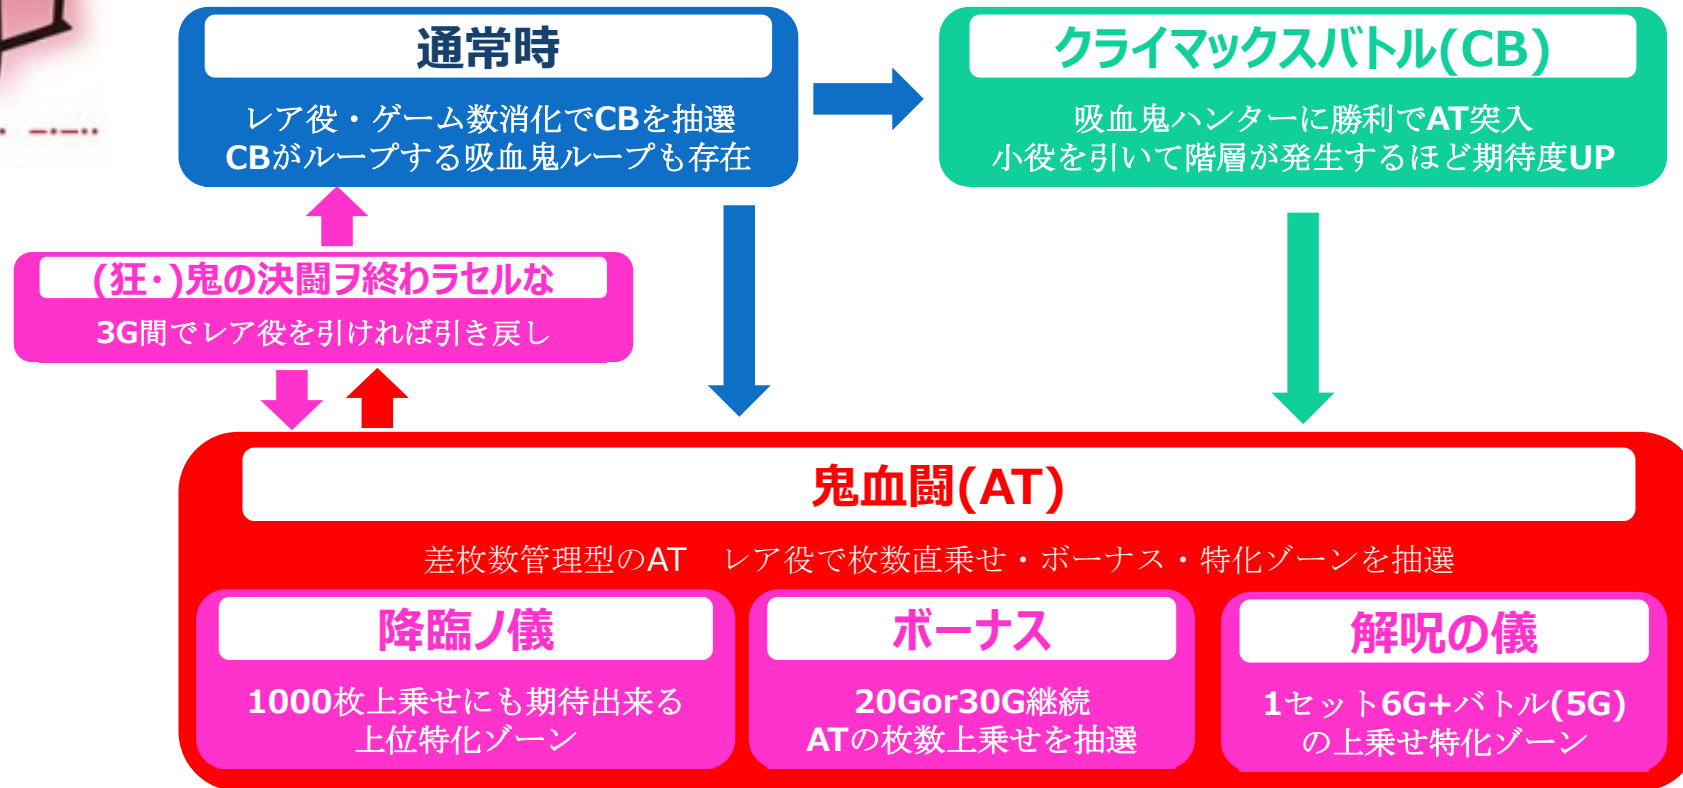 通常時
レア役・ゲーム数消化でCBを抽選
CBがループする吸血鬼ループも存在
クライマックスバトル(CB)
吸血鬼ハンターに勝利でAT突入
小役を引いて階層が発生するほど期待度UP
(狂・)鬼の決闘ヲ終わラセルな
3G間でレア役を引ければ引き戻し
鬼血闘(AT)
差枚数管理型のAT　レア役で枚数直乗せ・ボーナス・特化ゾーンを抽選
降臨ノ儀
1000枚上乗せにも期待出来る
上位特化ゾーン
ボーナス
20Gor30G継続
ATの枚数上乗せを抽選
解呪の儀
1セット6G+バトル(5G)
の上乗せ特化ゾーン